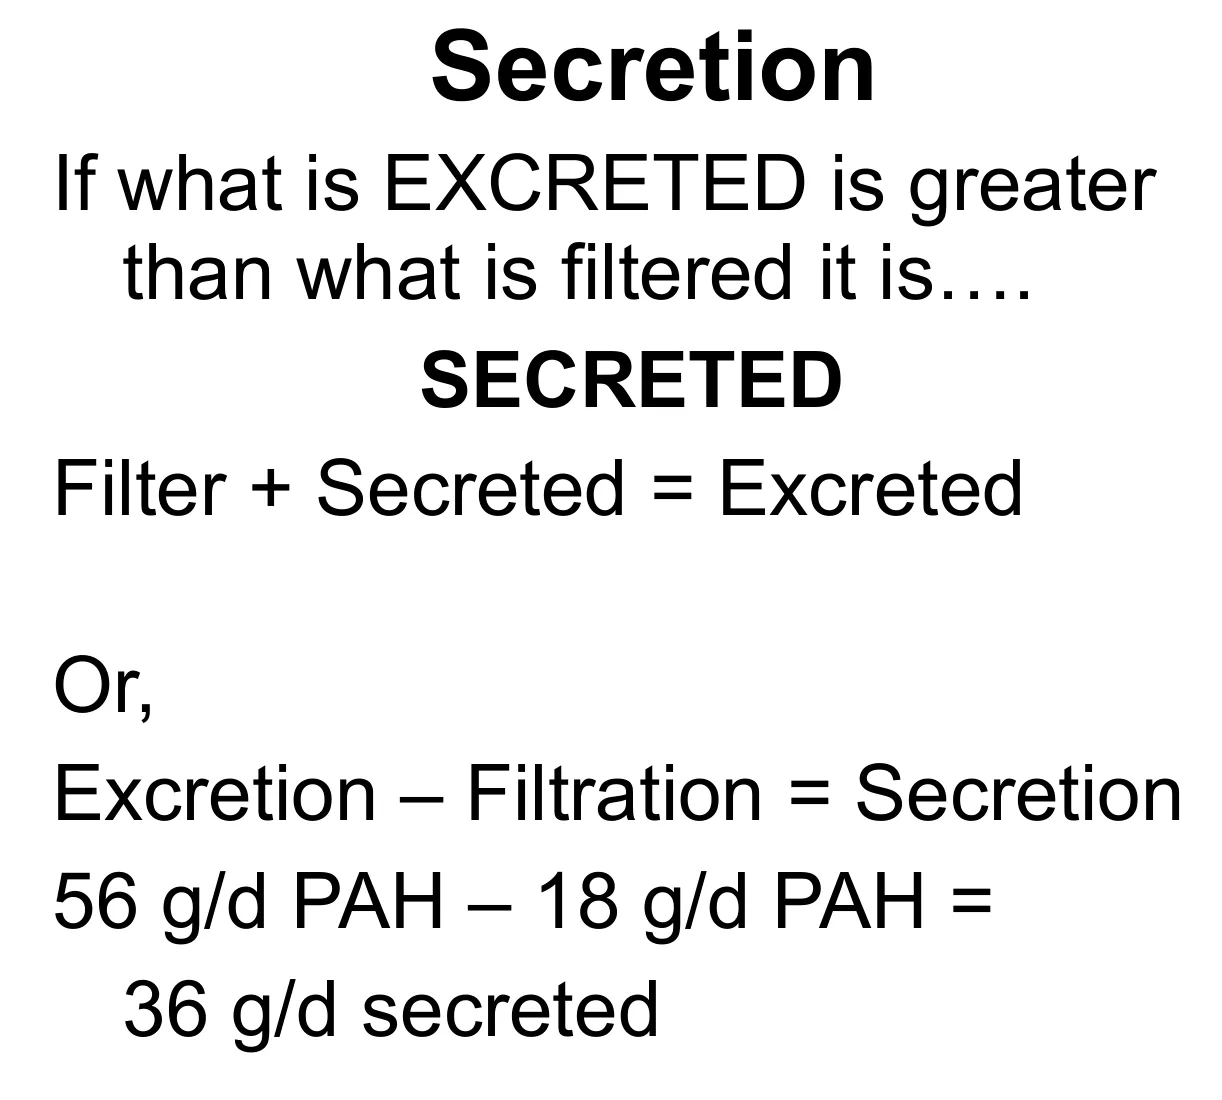 Secretion
If what is EXCRETED is greater
than what is filtered it is….
SECRETED
Filter + Secreted = Excreted
Or,
Excretion – Filtration = Secretion
56 g/d PAH – 18 g/d PAH =
36 g/d secreted